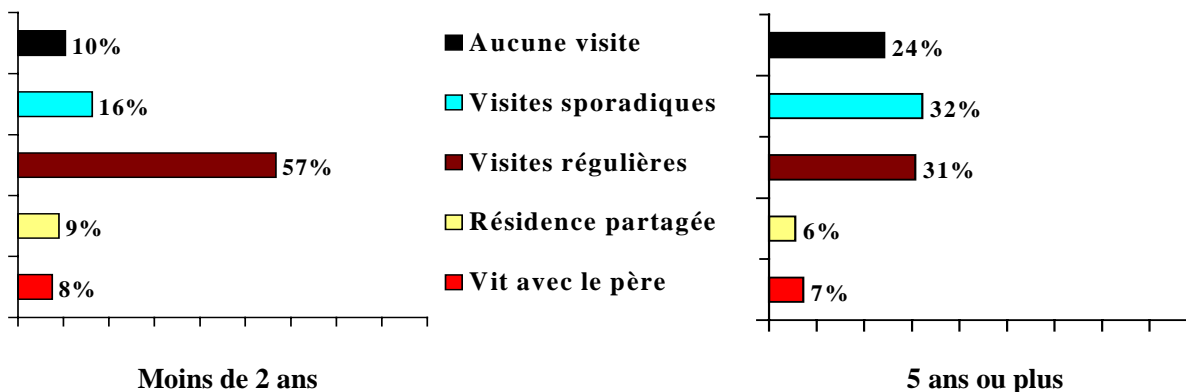 10% Aucune visite 24%
16% Visites sporadiques 32%
57% Visites régulières 31%
9% Résidence partagée 6%
8% Vit avec le père 7%
Moins de 2 ans 5 ans ou plus